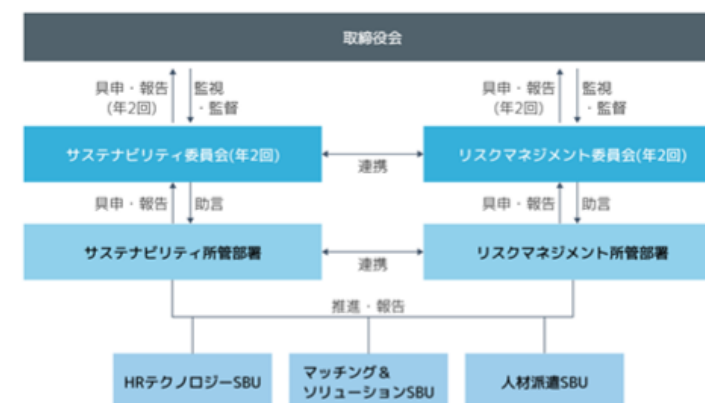 取締役会
具申・報告
(年2回)
監視
・監督
具申・報告
(年2回)
監視
・監督
サステナビリティ委員会(年2回)
連携
リスクマネジメント委員会(年2回)
具申・報告
助言
具申・報告
助言
サステナビリティ所管部署
連携
リスクマネジメント所管部署
推進・報告
HRテクノロジーSBU
マッチング＆
ソリューションSBU
人材派遣SBU